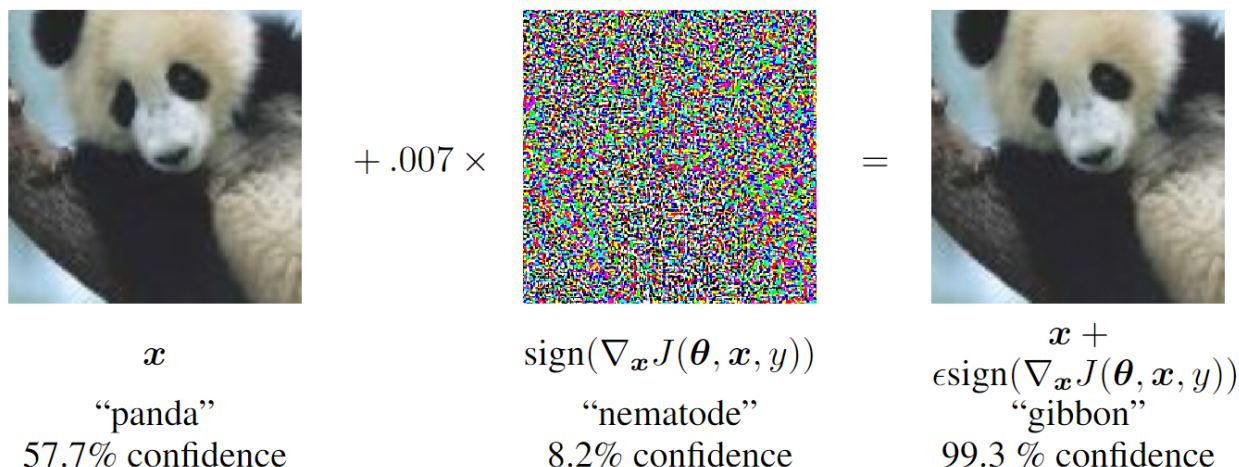 + .007 ×
=
x
sign(∇ₓJ(θ, x, y))
x +
ϵsign(∇ₓJ(θ, x, y))
“panda”
“nematode”
“gibbon”
57.7% confidence
8.2% confidence
99.3 % confidence